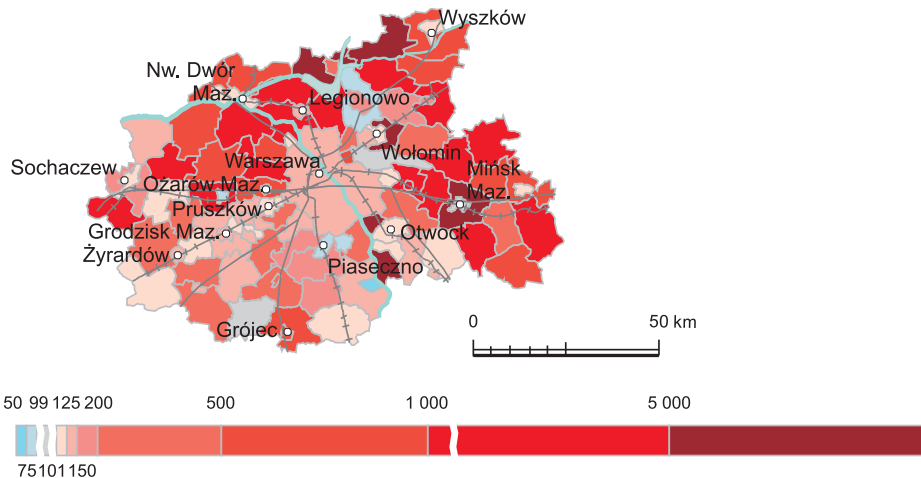 Wyszków
Nw. Dwór
Maz.
Legionowo
Wołomin
Warszawa
Mińsk
Maz.
Sochaczew
Ożarów Maz.
Pruszków
Grodzisk Maz.
Otwock
Żyrardów
Piaseczno
Grójec
0 50 km
50 99 125 200 500 1 000 5 000
75 101 150